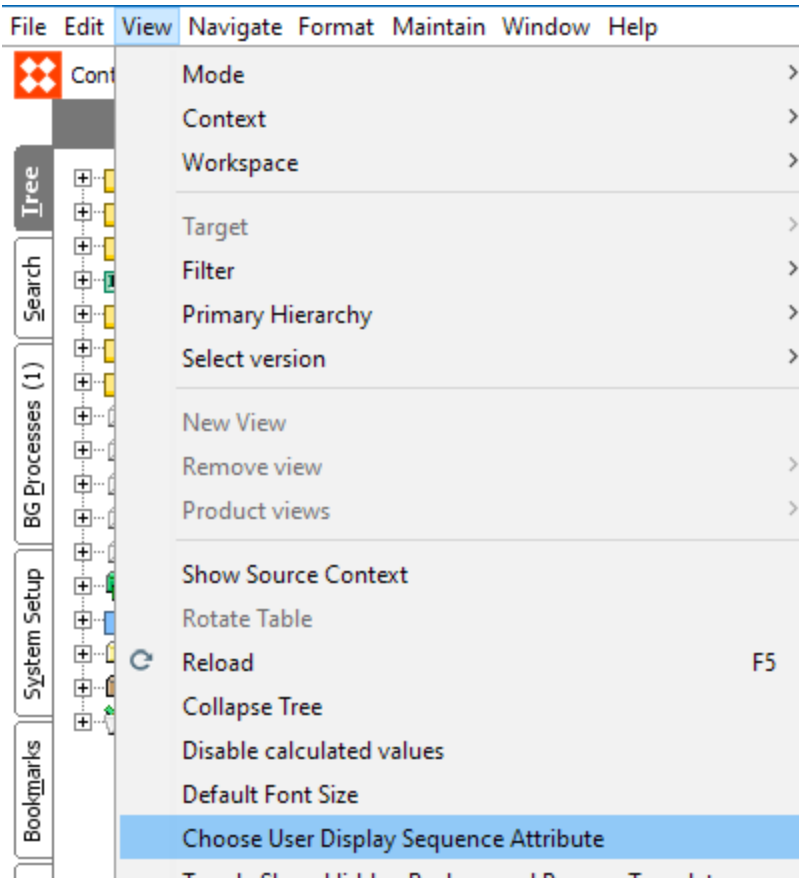 File Edit View Navigate Format Maintain Window Help
Cont
Mode
Context
Workspace
Target
Filter
Primary Hierarchy
Select version
New View
Remove view
Product views
Show Source Context
Rotate Table
Reload F5
Collapse Tree
Disable calculated values
Default Font Size
Choose User Display Sequence Attribute
Tree
Search
BG Processes (1)
System Setup
Bookmarks